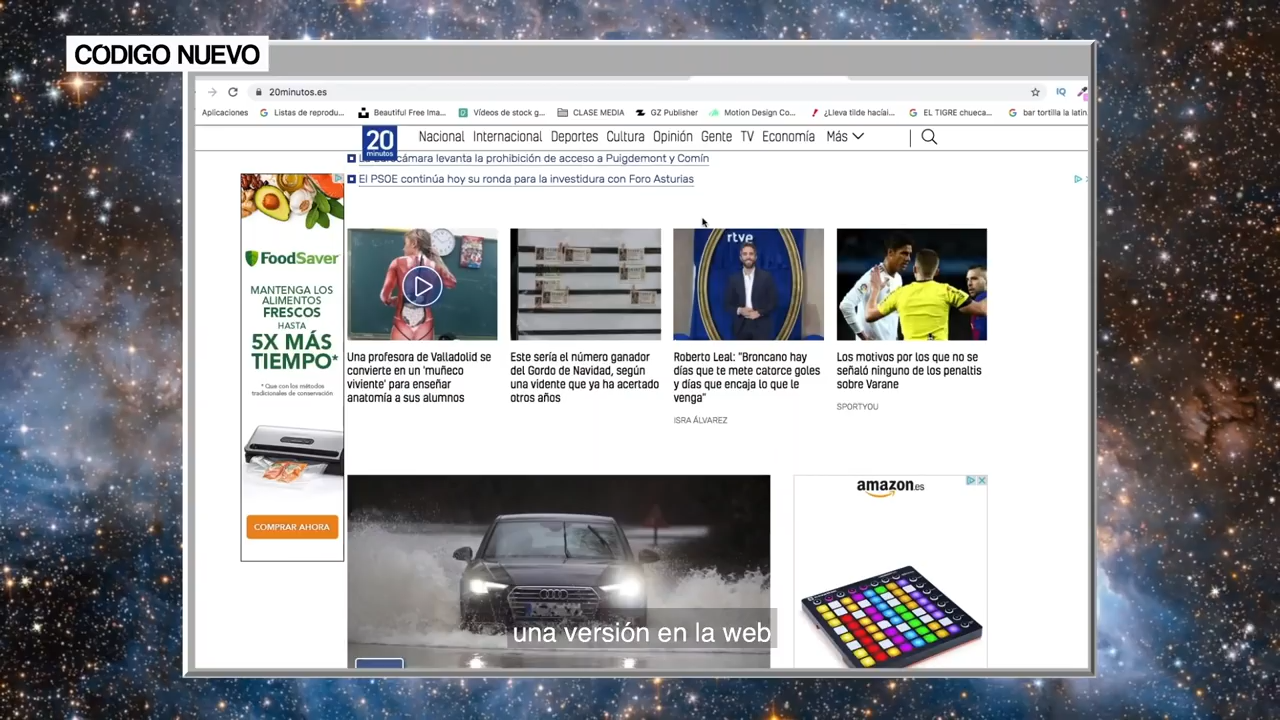 CÓDIGO NUEVO
20minutos.es
IQ
Aplicaciones
Listas de reprodu...
Beautiful Free Ima...
Vídeos de stock g...
CLASE MEDIA
GZ Publisher
Motion Design Co...
¿Lleva tilde hacíai...
EL TIGRE chueca...
bar tortilla la latin
20
minutos
Nacional
Internacional
Deportes
Cultura
Opinión
Gente
TV
Economía
Más
La eurocámara levanta la prohibición de acceso a Puigdemont y Comín
El PSOE continúa hoy su ronda para la investidura con Foro Asturias
FoodSaver
MANTENGA LOS
ALIMENTOS
FRESCOS
HASTA
5X MÁS
TIEMPO*
* Que con los métodos
tradicionales de conservación
COMPRAR AHORA
rtve
Una profesora de Valladolid se
convierte en un 'muñeco
viviente' para enseñar
anatomía a sus alumnos
Este sería el número ganador
del Gordo de Navidad, según
una vidente que ya ha acertado
otros años
Roberto Leal: "Broncano hay
días que te mete catorce goles
y días que encaja lo que le
venga"
ISRA ÁLVAREZ
Los motivos por los que no se
señaló ninguno de los penaltis
sobre Varane
SPORTYOU
amazon.es
una versión en la web